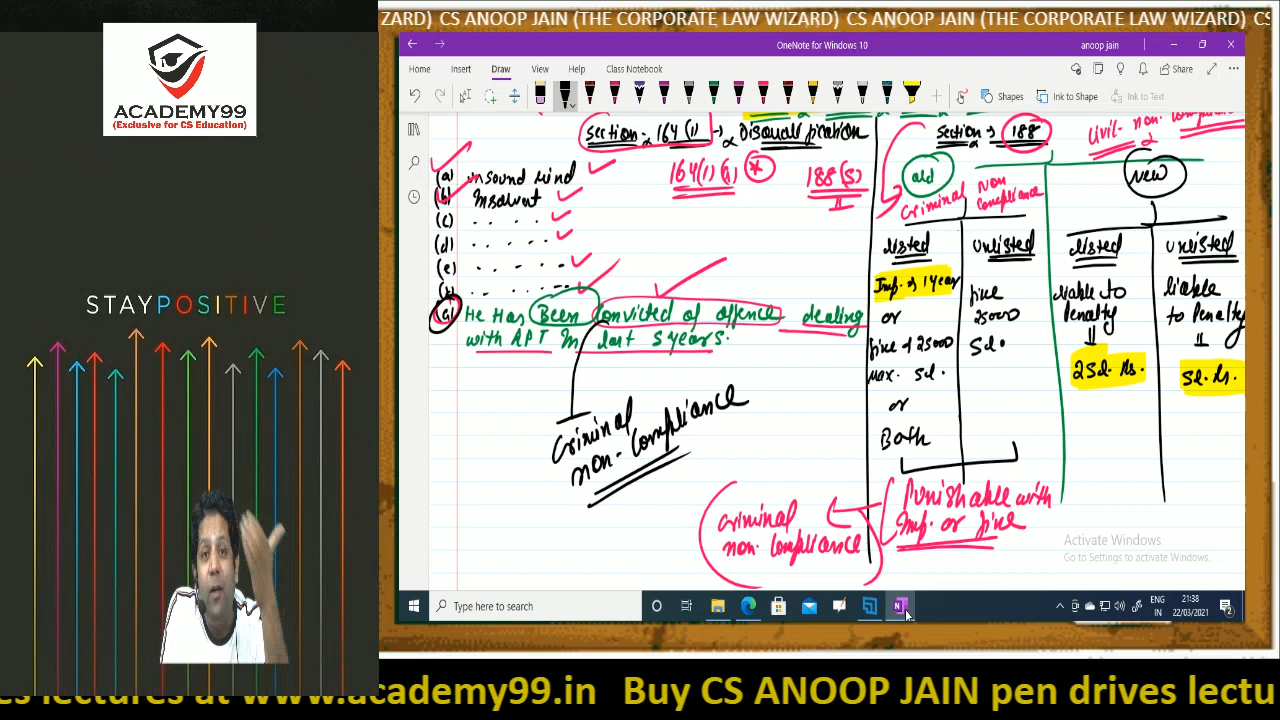 ZARD) CS ANOOP JAIN (THE CORPORATE LAW WIZARD) CS ANOOP JAIN (THE CORPORATE LAW WIZARD) CS
ACADEMY99
(Exclusive for CS Education)
STAYPOSITIVE
OneNote for Windows 10
anoop jain
Home Insert Draw View Help Class Notebook
Share
Shapes Ink to Shape Ink to Text
Section: 164(1) → Disqualification
(a) unsound mind
(b) Insolvent
(c) . . . . .
(d) . . . . .
(e) . . . . .
164(1)(g) *
188(5)
(g) He Has Been convicted of offence dealing
with RPT in last 5 years.
criminal
non-compliance
Section → 188
Civil non-
old
criminal
Non
compliance
New
listed
Imp. of 1 year
or
fine of 25000
Max. 5l.
or
Both
Unlisted
fine
25000
5l.
Punishable with
Imp. or fine
criminal
non-compliance
listed
liable to
Penalty
25l. Rs.
Unlisted
liable
to Penalty
5l. Rs.
Activate Windows
Go to Settings to activate Windows.
Type here to search
ENG
IN
21:38
22/03/2021
2
es lectures at www.academy99.in Buy CS ANOOP JAIN pen drives lectu